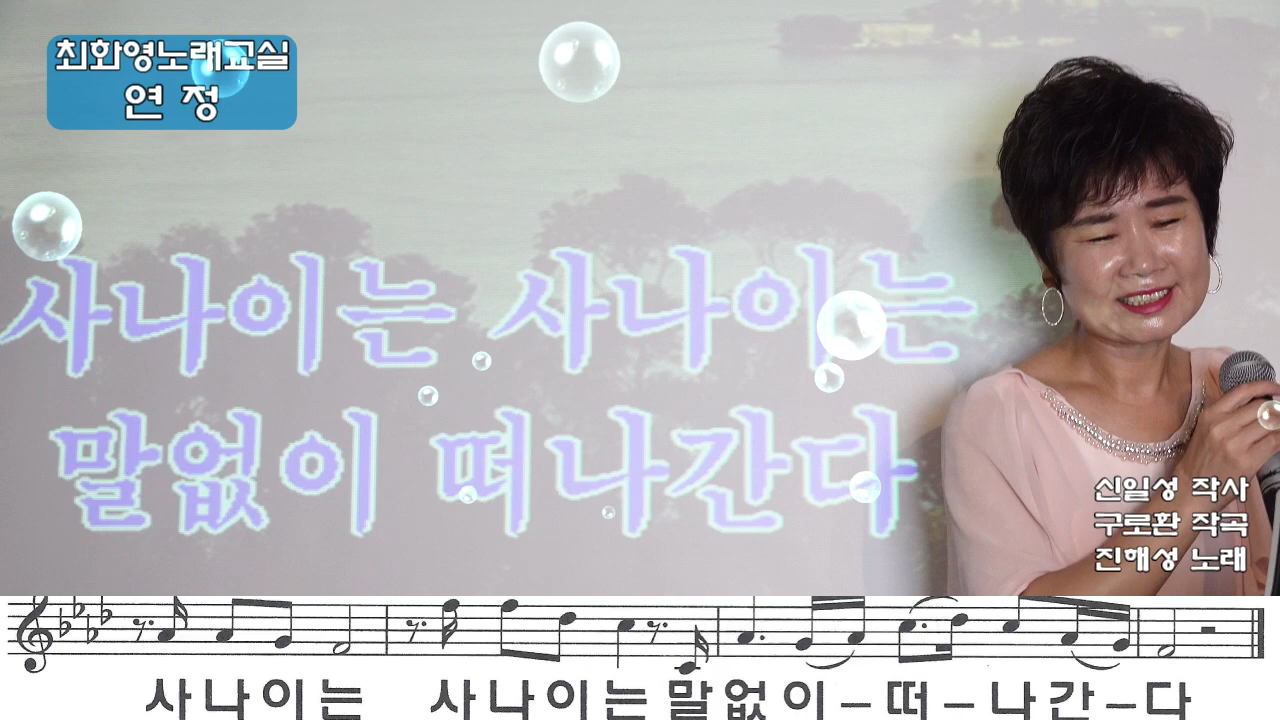 최화영노래교실
연 정
사나이는 사나이는
말없이 떠나간다
신일성 작사
구로환 작곡
진해성 노래
사나이는 사나이는말없이-떠-나간-다